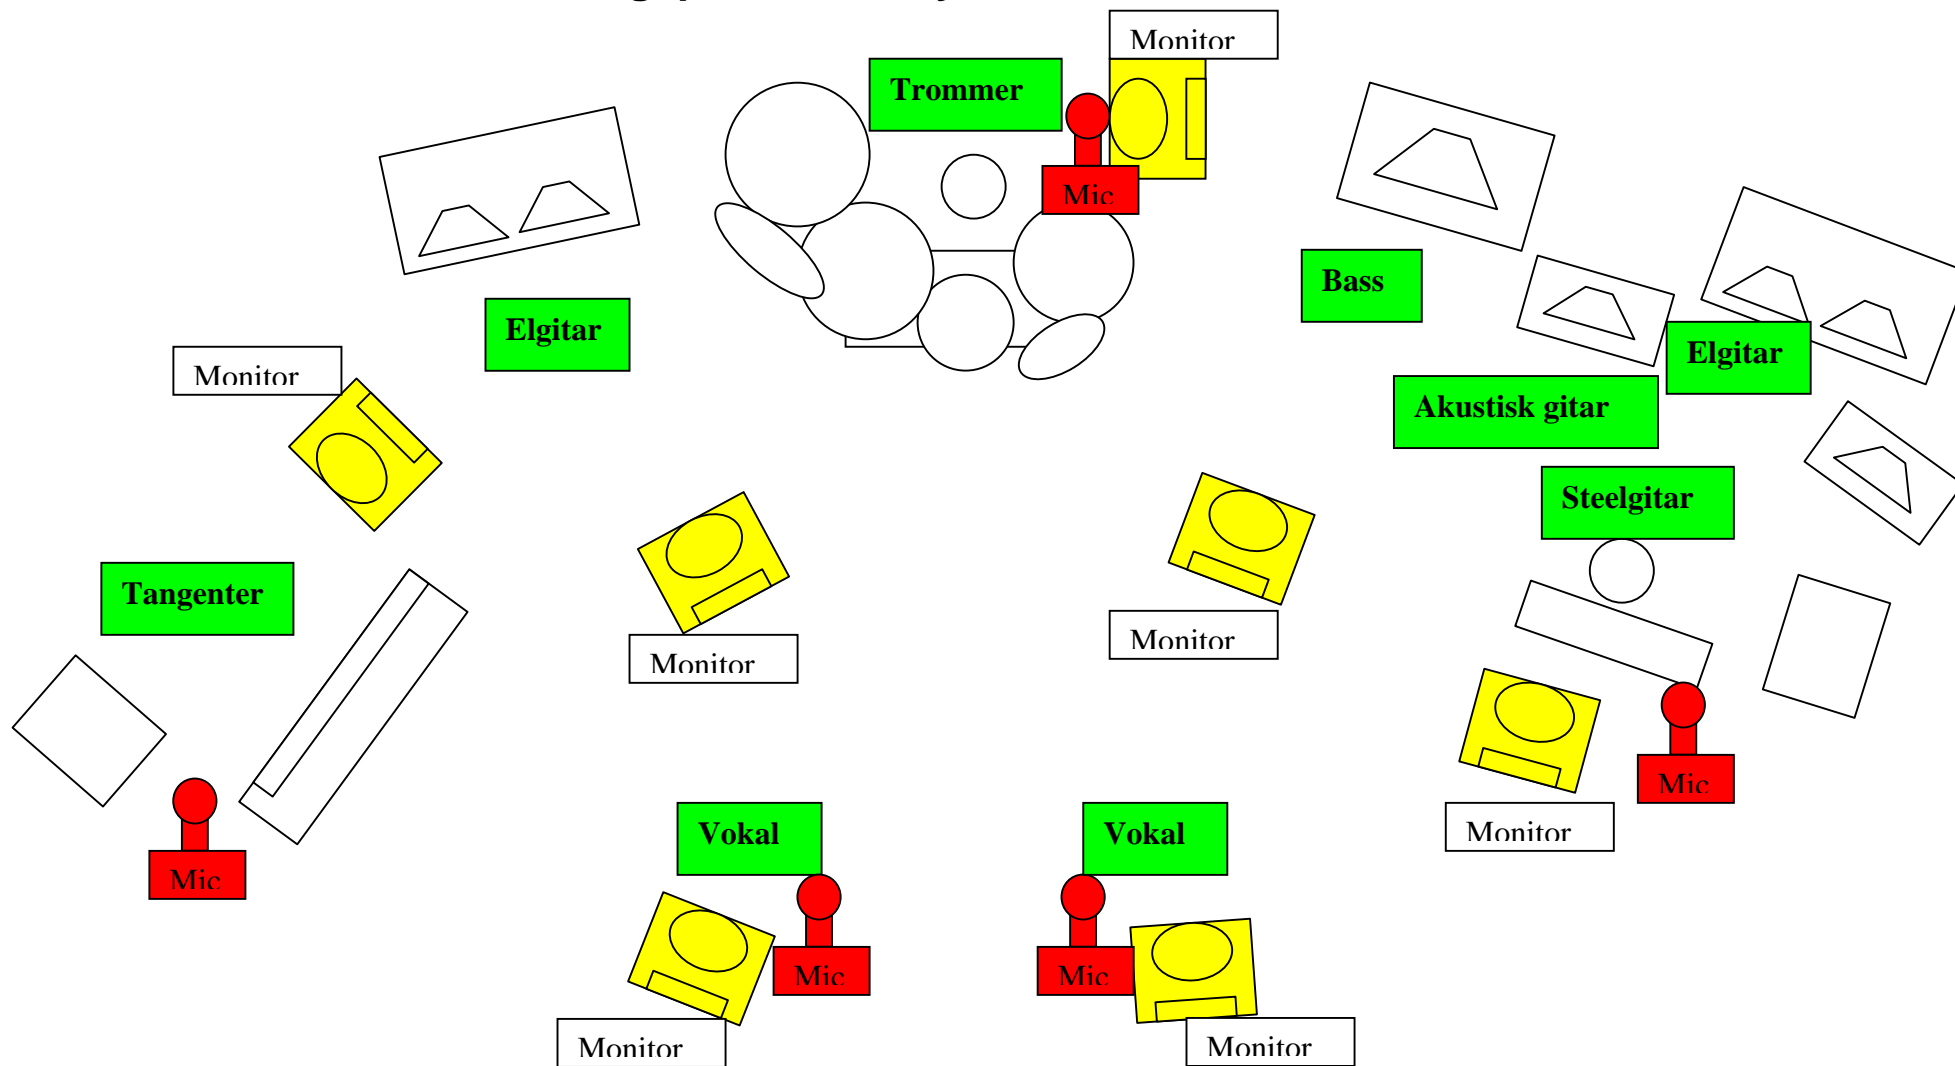 Monitor
Trommer
Mic
Bass
Elgitar
Elgitar
Monitor
Akustisk gitar
Steelgitar
Tangenter
Monitor
Monitor
Mic
Vokal
Vokal
Monitor
Mic
Mic
Mic
Monitor
Monitor